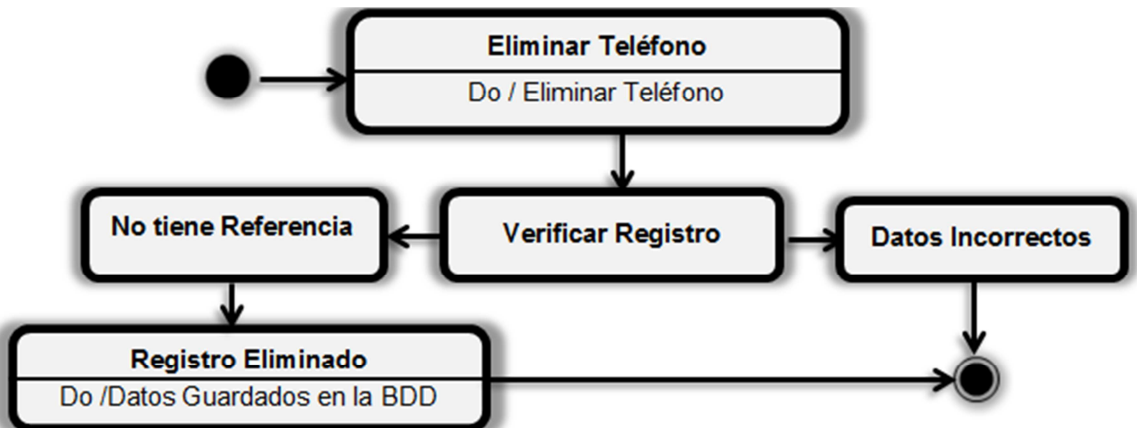 Eliminar Teléfono
Do / Eliminar Teléfono
No tiene Referencia
Verificar Registro
Datos Incorrectos
Registro Eliminado
Do /Datos Guardados en la BDD